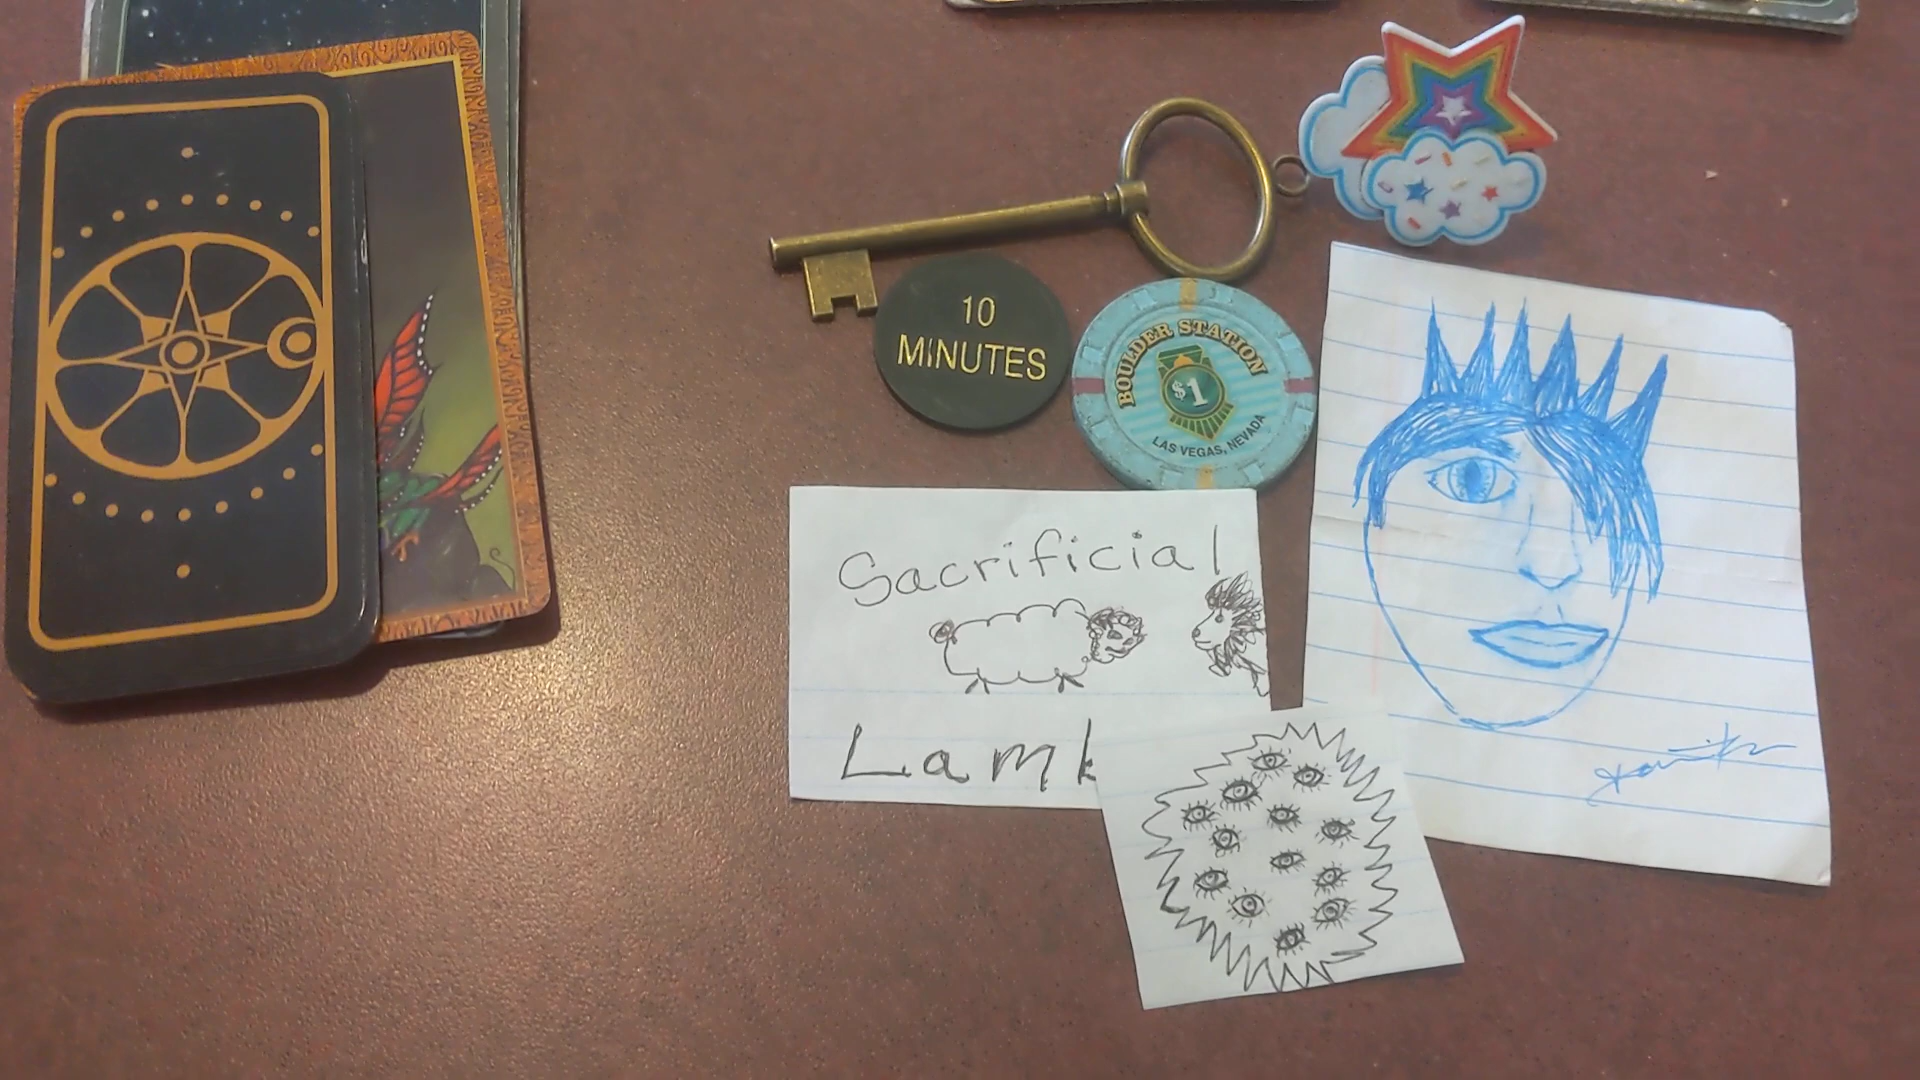 10
MINUTES
BOULDER STATION
$1
LAS VEGAS, NEVADA
Sacrificial
Lamb